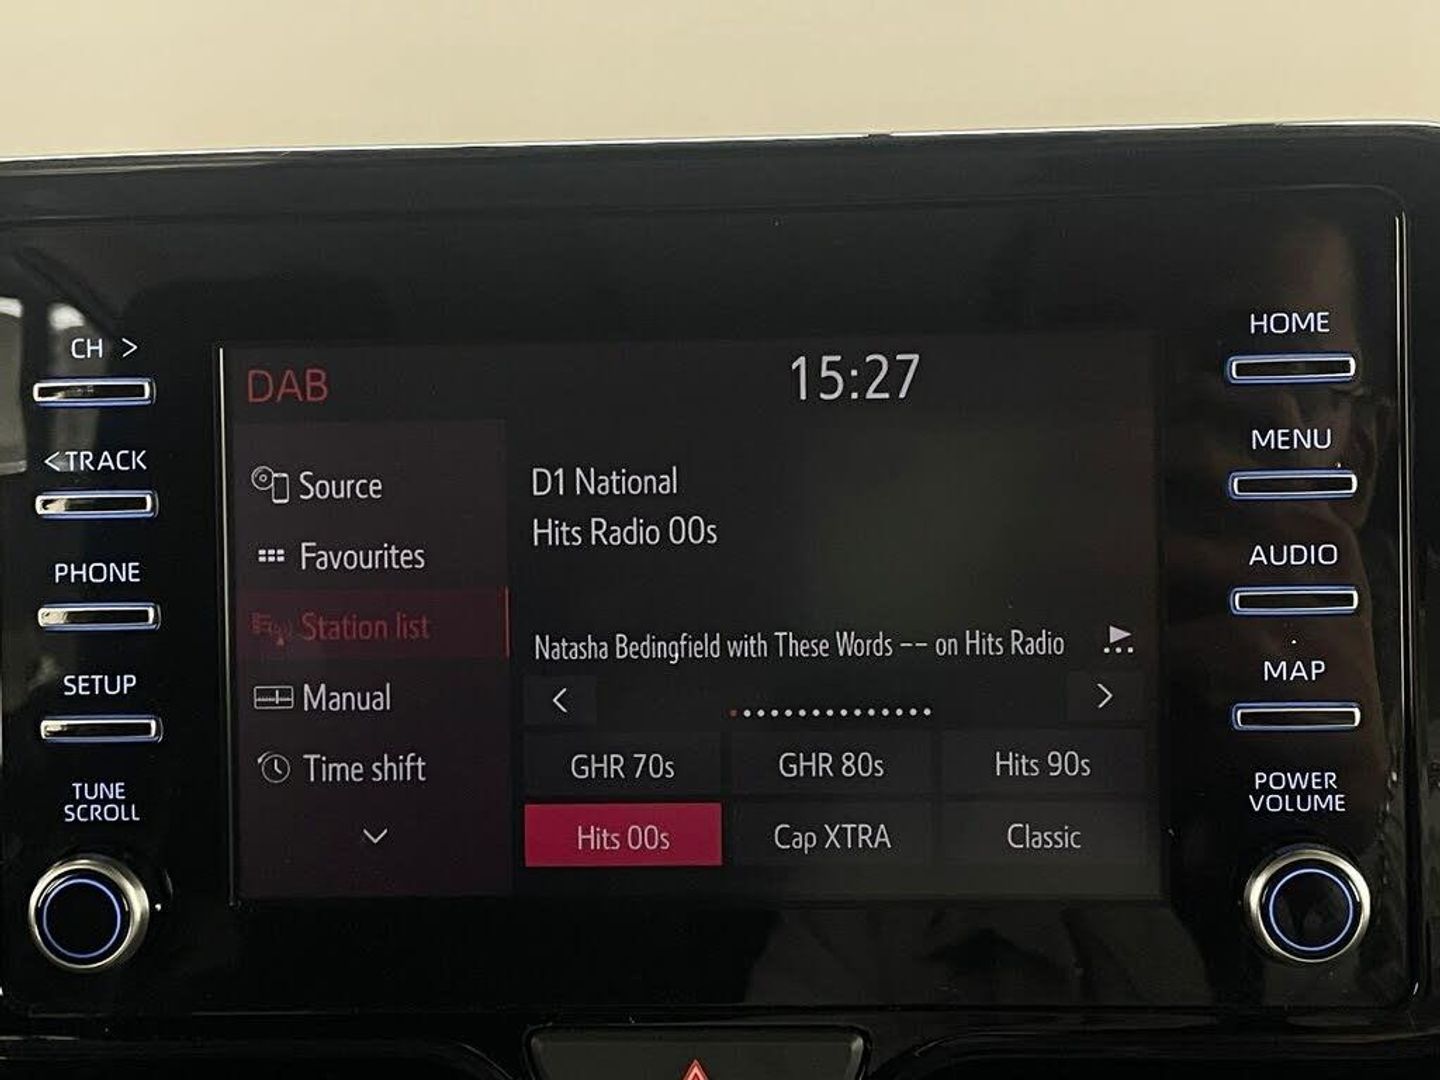 CH >
<TRACK
PHONE
SETUP
TUNE
SCROLL
DAB
15:27
Source
Favourites
Station list
Manual
Time shift
D1 National
Hits Radio 00s
Natasha Bedingfield with These Words -- on Hits Radio
GHR 70s
GHR 80s
Hits 90s
Hits 00s
Cap XTRA
Classic
HOME
MENU
AUDIO
MAP
POWER
VOLUME